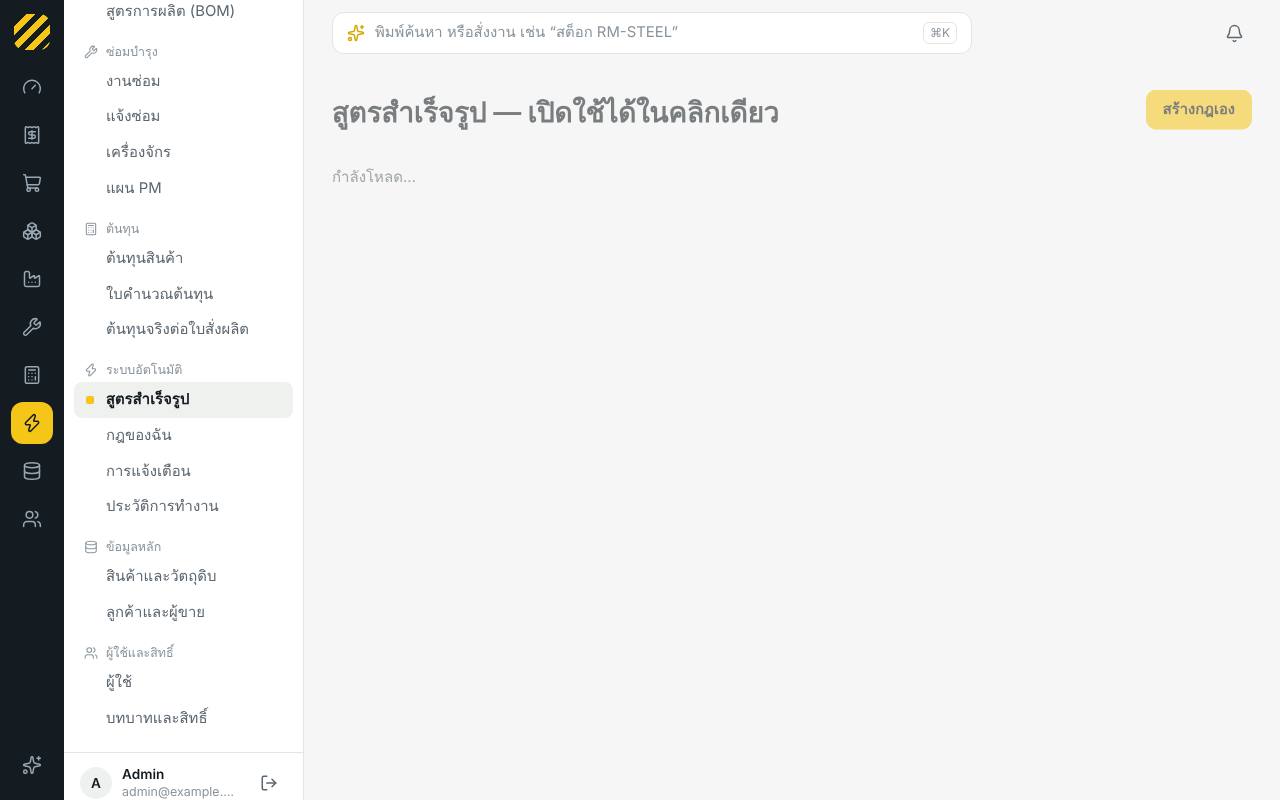 สูตรการผลิต (BOM)
ซ่อมบำรุง
งานซ่อม
แจ้งซ่อม
เครื่องจักร
แผน PM
ต้นทุน
ต้นทุนสินค้า
ใบคำนวณต้นทุน
ต้นทุนจริงต่อใบสั่งผลิต
ระบบอัตโนมัติ
สูตรสำเร็จรูป
กฎของฉัน
การแจ้งเตือน
ประวัติการทำงาน
ข้อมูลหลัก
สินค้าและวัตถุดิบ
ลูกค้าและผู้ขาย
ผู้ใช้และสิทธิ์
ผู้ใช้
บทบาทและสิทธิ์
A
Admin
admin@example....
พิมพ์ค้นหา หรือสั่งงาน เช่น “สต็อก RM-STEEL”
⌘K
สูตรสำเร็จรูป — เปิดใช้ได้ในคลิกเดียว
สร้างกฎเอง
กำลังโหลด...